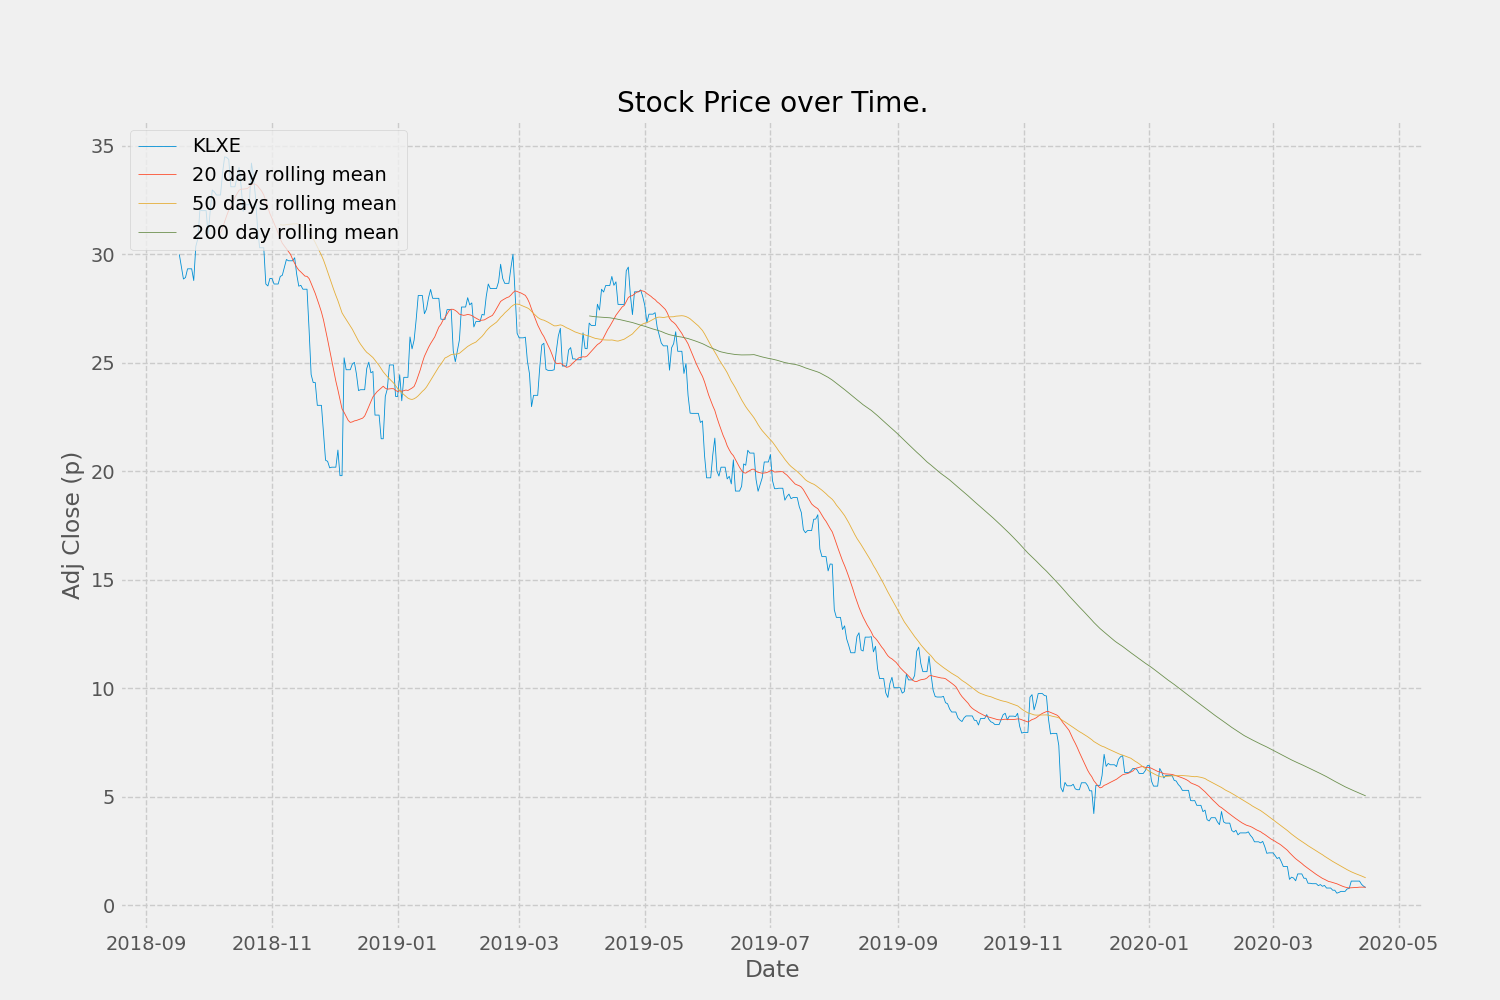 Stock Price over Time.
KLXE
20 day rolling mean
50 days rolling mean
200 day rolling mean
35
30
25
20
15
10
5
0
Adj Close (p)
2018-09 2018-11 2019-01 2019-03 2019-05 2019-07 2019-09 2019-11 2020-01 2020-03 2020-05
Date